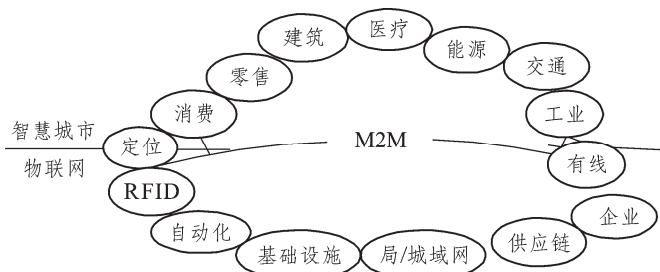 医疗
建筑
能源
零售
交通
消费
工业
智慧城市
定位
M2M
物联网
有线
RFID
企业
自动化
供应链
基础设施
局/城域网